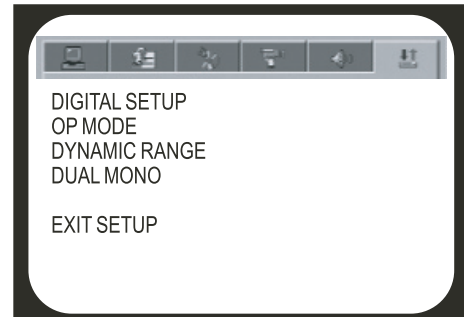 DIGITAL SETUP
OP MODE
DYNAMIC RANGE
DUAL MONO
EXIT SETUP